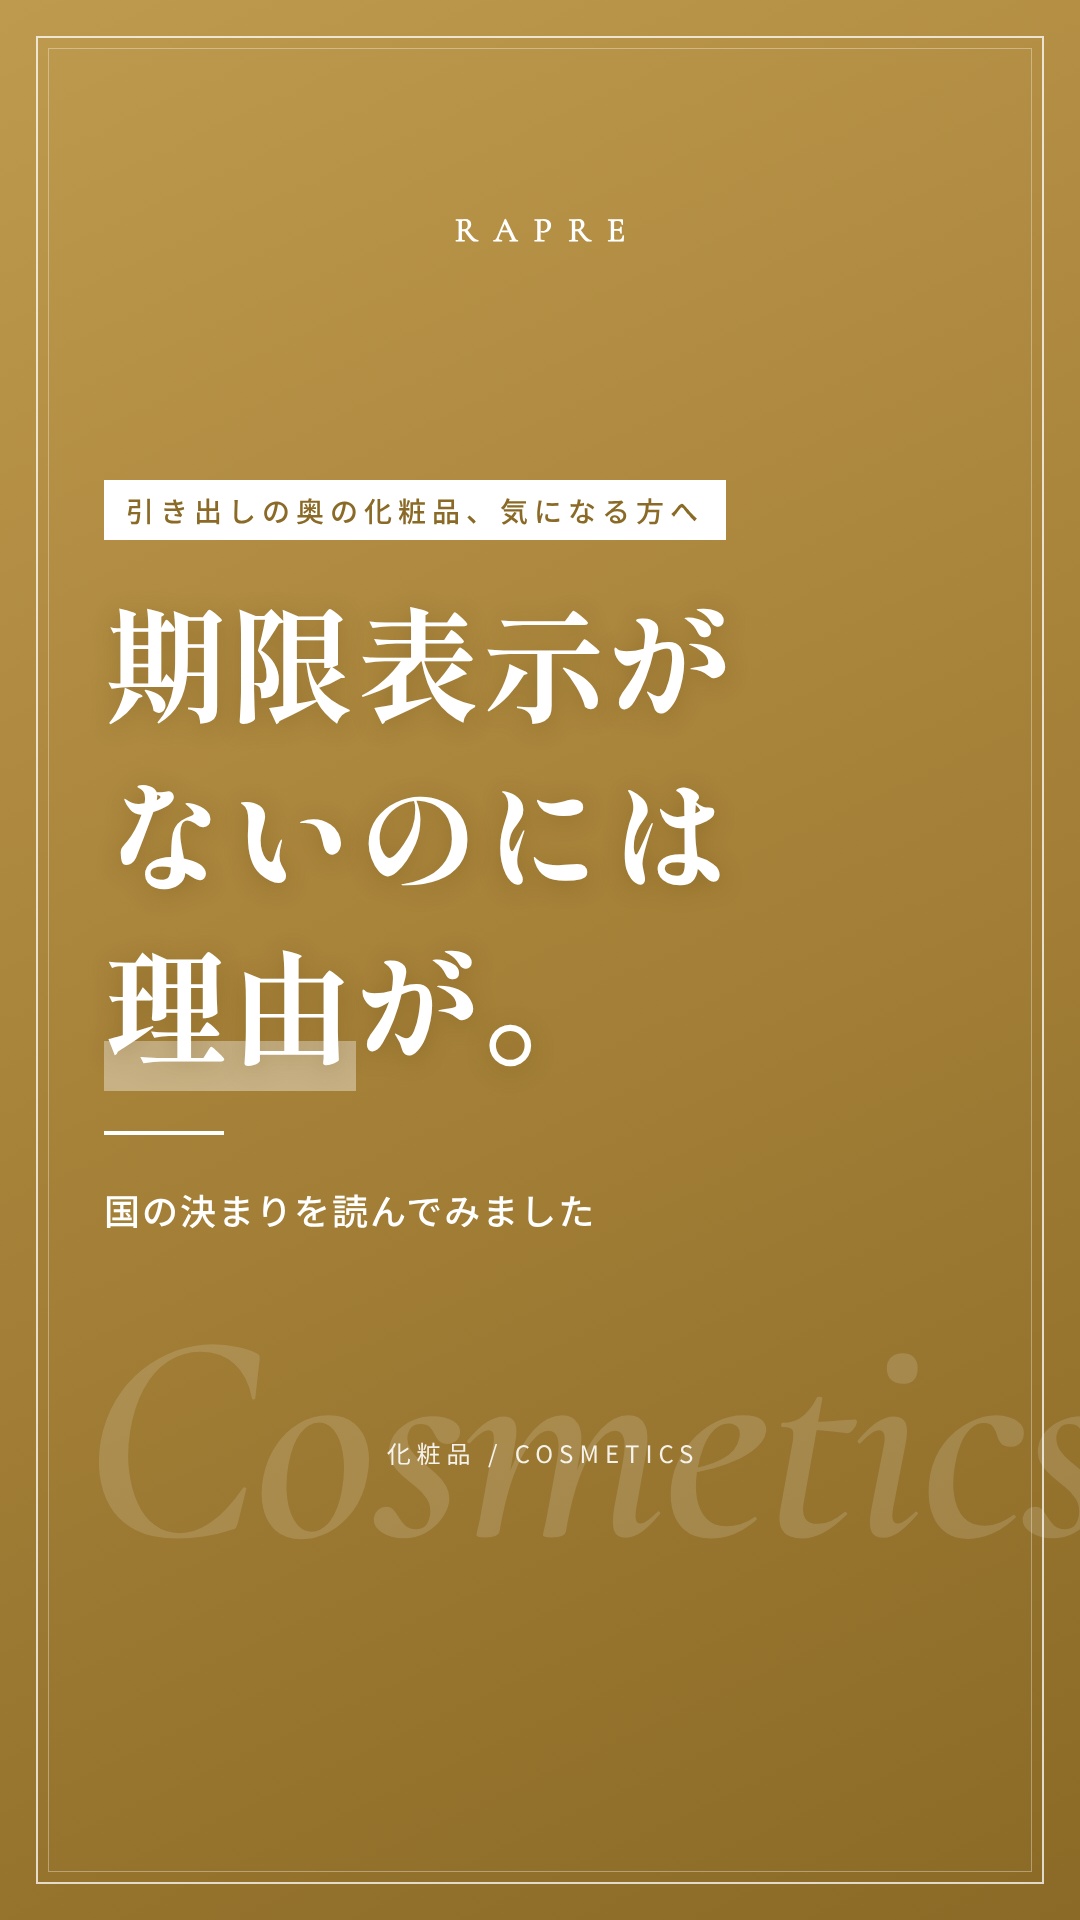 RAPRE
引き出しの奥の化粧品、気になる方へ
期限表示が
ないのには
理由が。
国の決まりを読んでみました
Cosmetics
化粧品 / COSMETICS